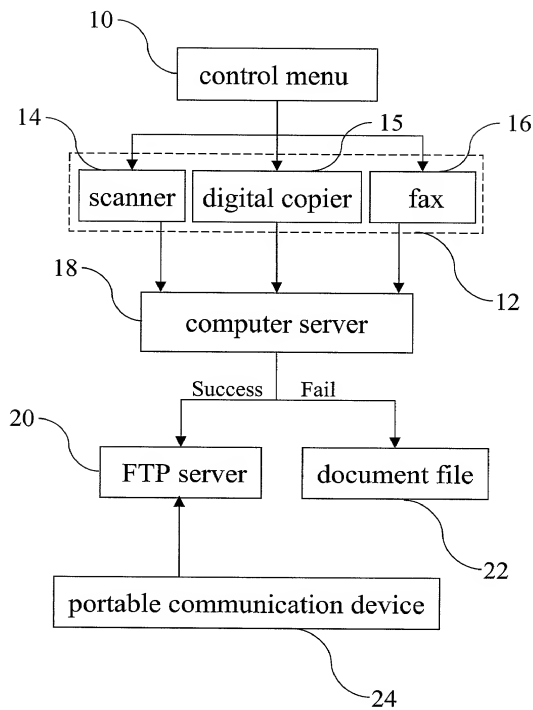 10
control menu
14
15
16
scanner
digital copier
fax
18
12
computer server
Success
Fail
20
FTP server
document file
22
portable communication device
24